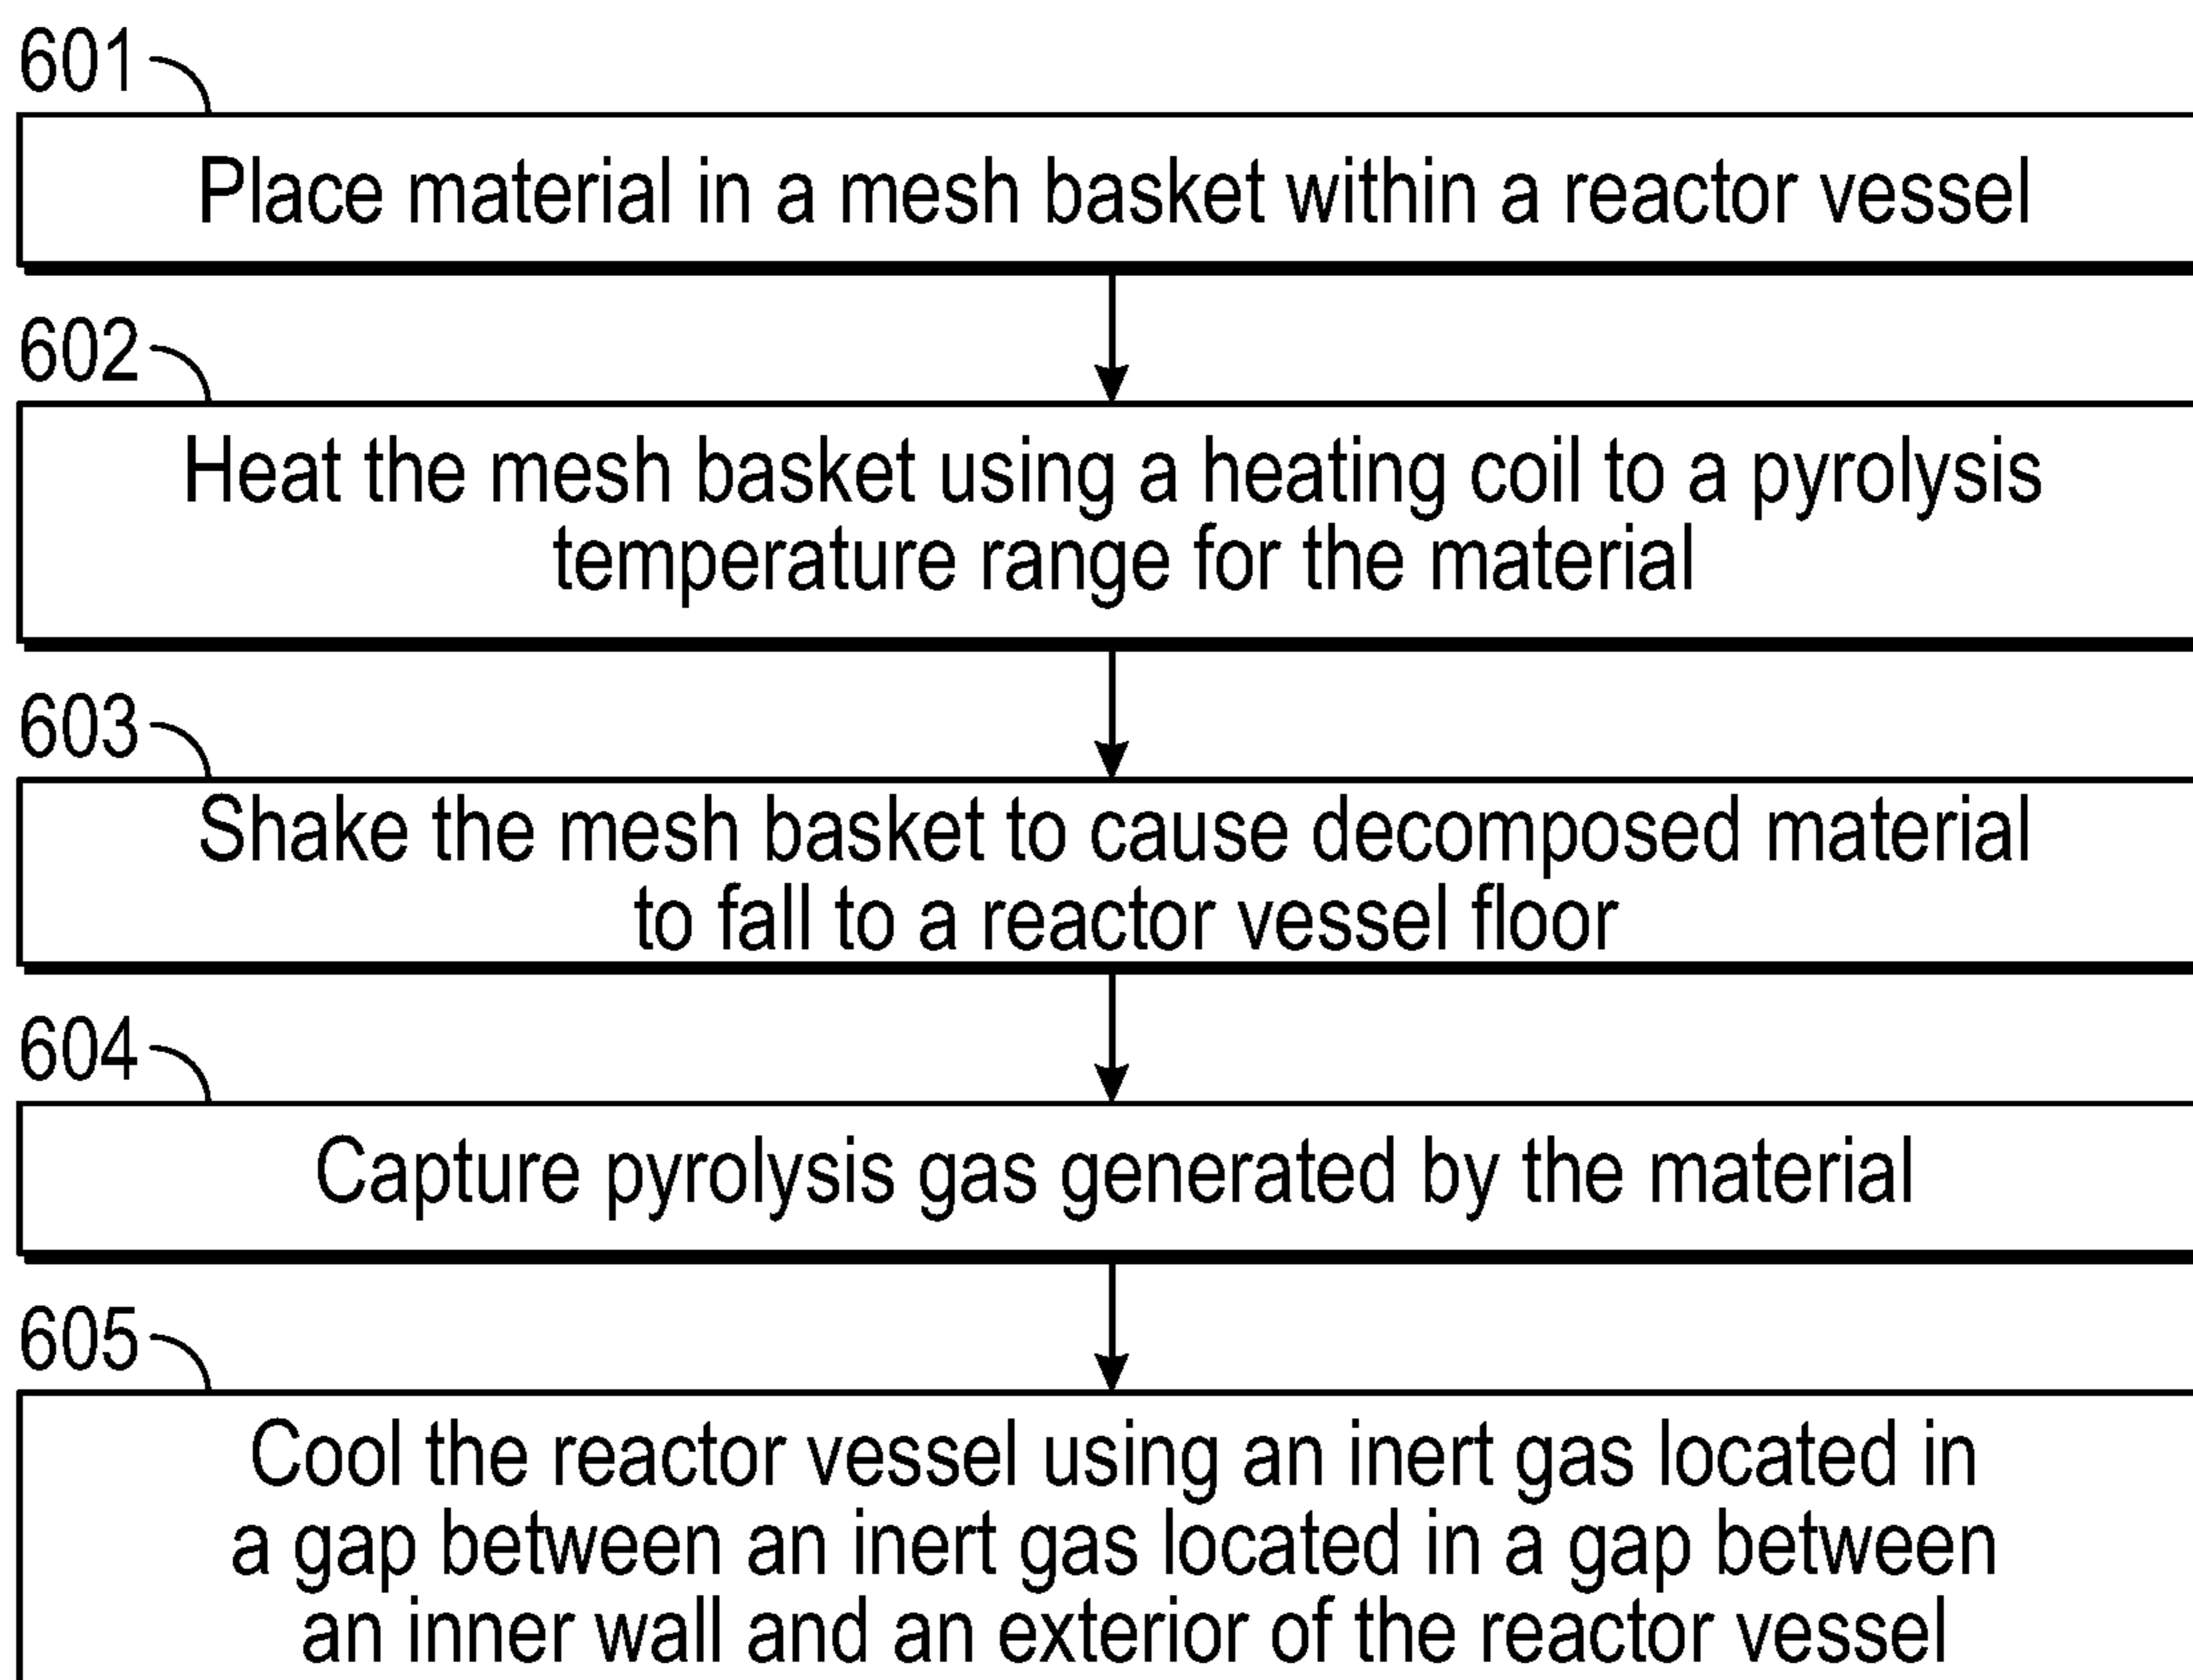 601
Place material in a mesh basket within a reactor vessel
602
Heat the mesh basket using a heating coil to a pyrolysis
temperature range for the material
603
Shake the mesh basket to cause decomposed material
to fall to a reactor vessel floor
604
Capture pyrolysis gas generated by the material
605
Cool the reactor vessel using an inert gas located in
a gap between an inert gas located in a gap between
an inner wall and an exterior of the reactor vessel